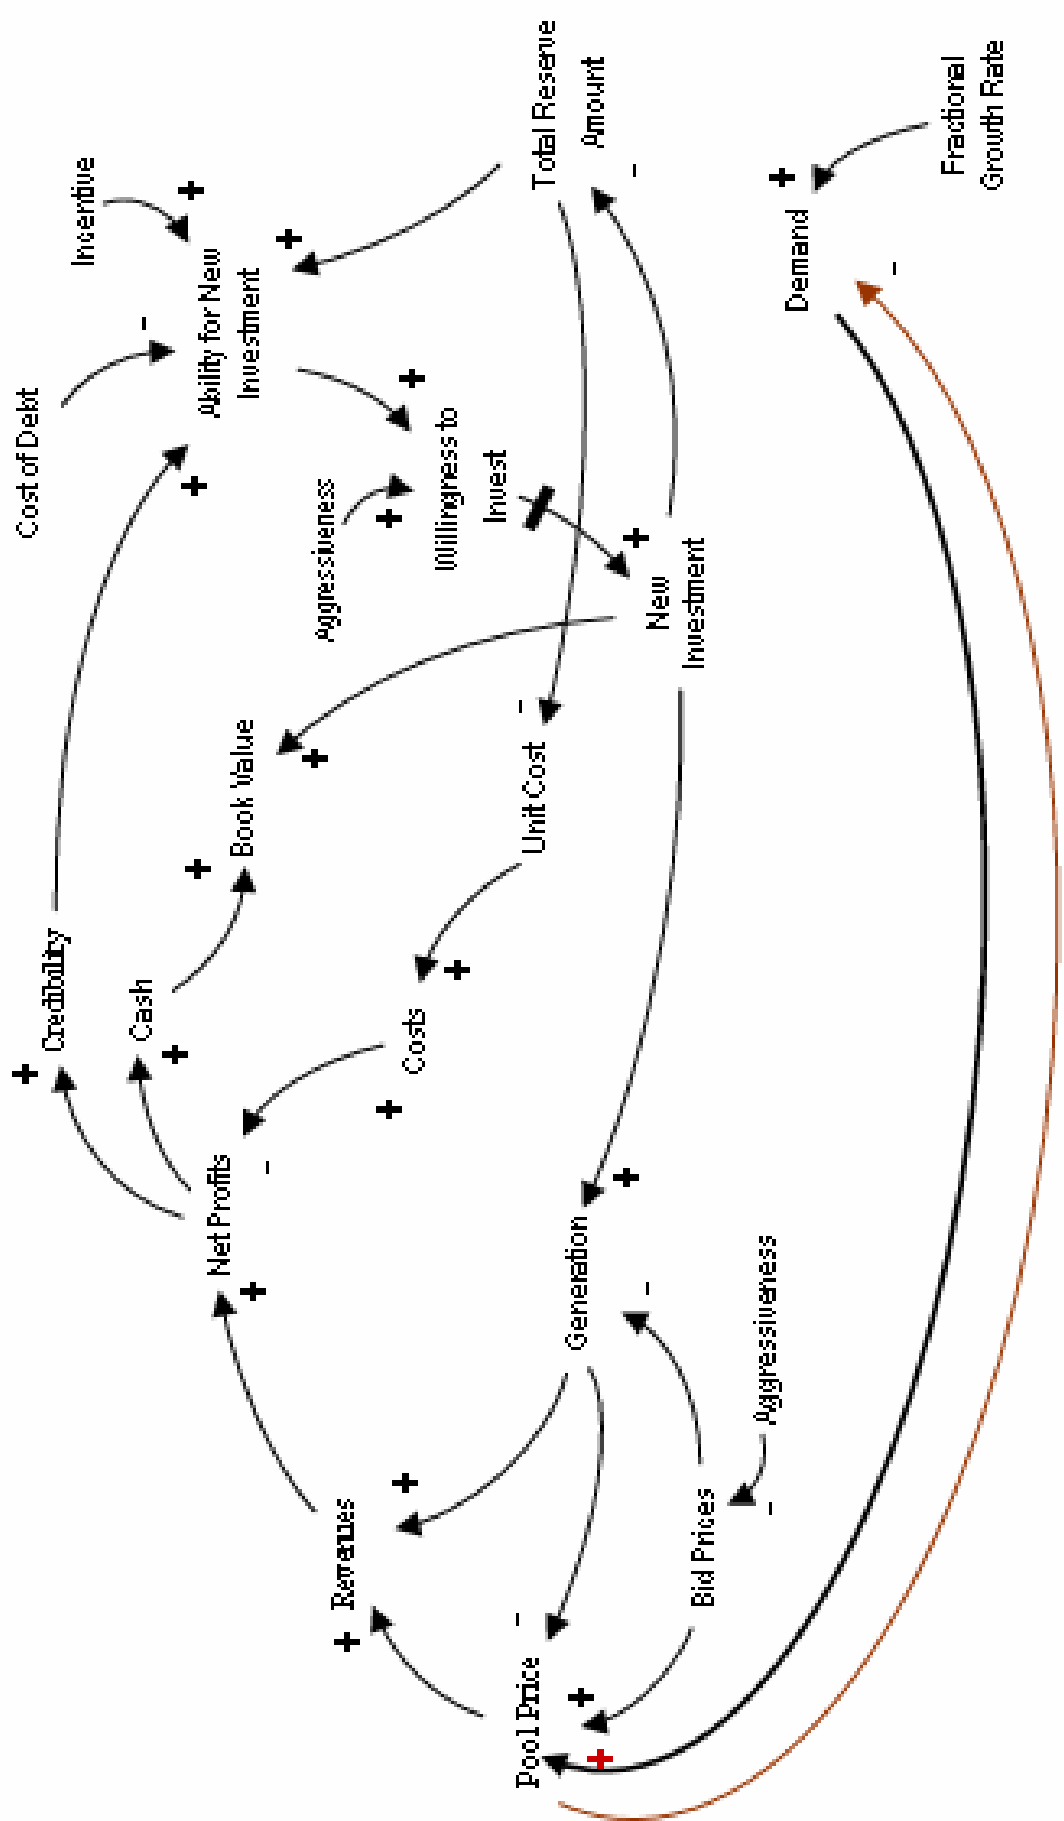 Cost of Debt
Incentive
Credibility
Ability for New
Investment
Cash
Net Profits
Book Value
Aggressiveness
Willingness to
Invest
Total Reserve
Amount
Revenues
Costs
Unit Cost
Pool Price
Generation
New
Investment
Bid Prices
Aggressiveness
Demand
Fractional
Growth Rate
+
+
-
+
+
+
+
+
+
+
+
-
+
+
-
-
+
+
+
+
-
-
+
+
+
-
-
+
-